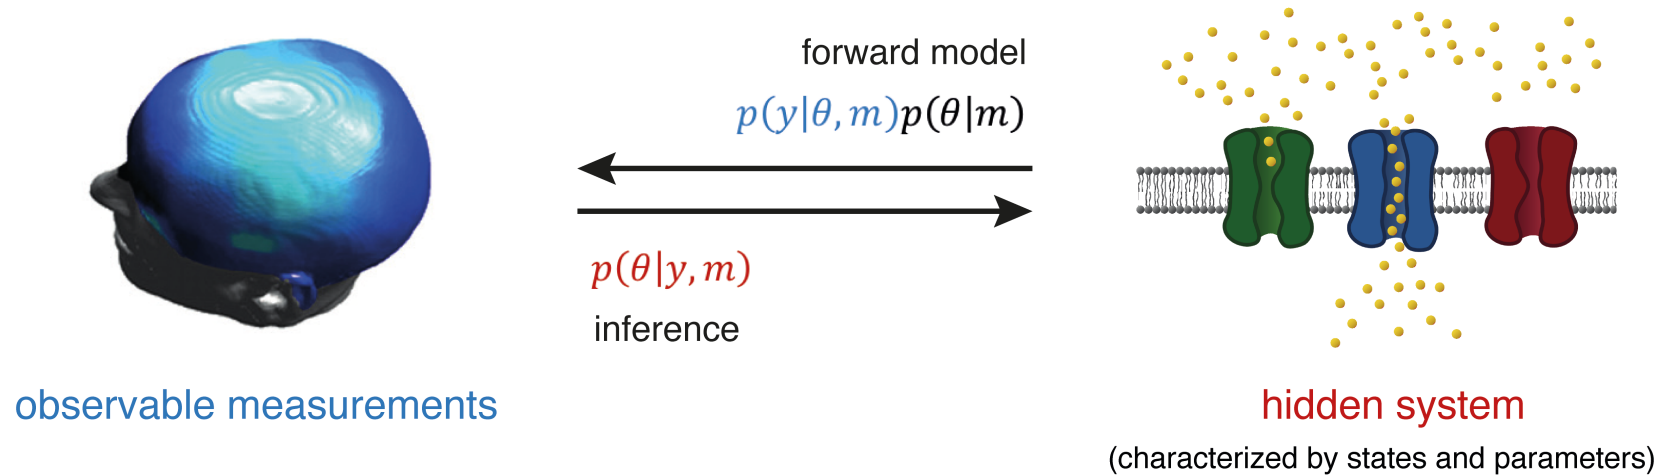 forward model
p(y|θ, m)p(θ|m)
p(θ|y, m)
inference
observable measurements
hidden system
(characterized by states and parameters)